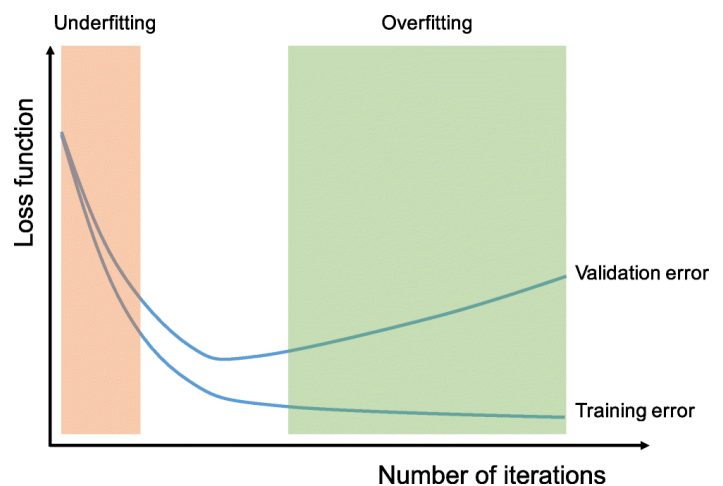 Underfitting
Overfitting
Loss function
Validation error
Training error
Number of iterations